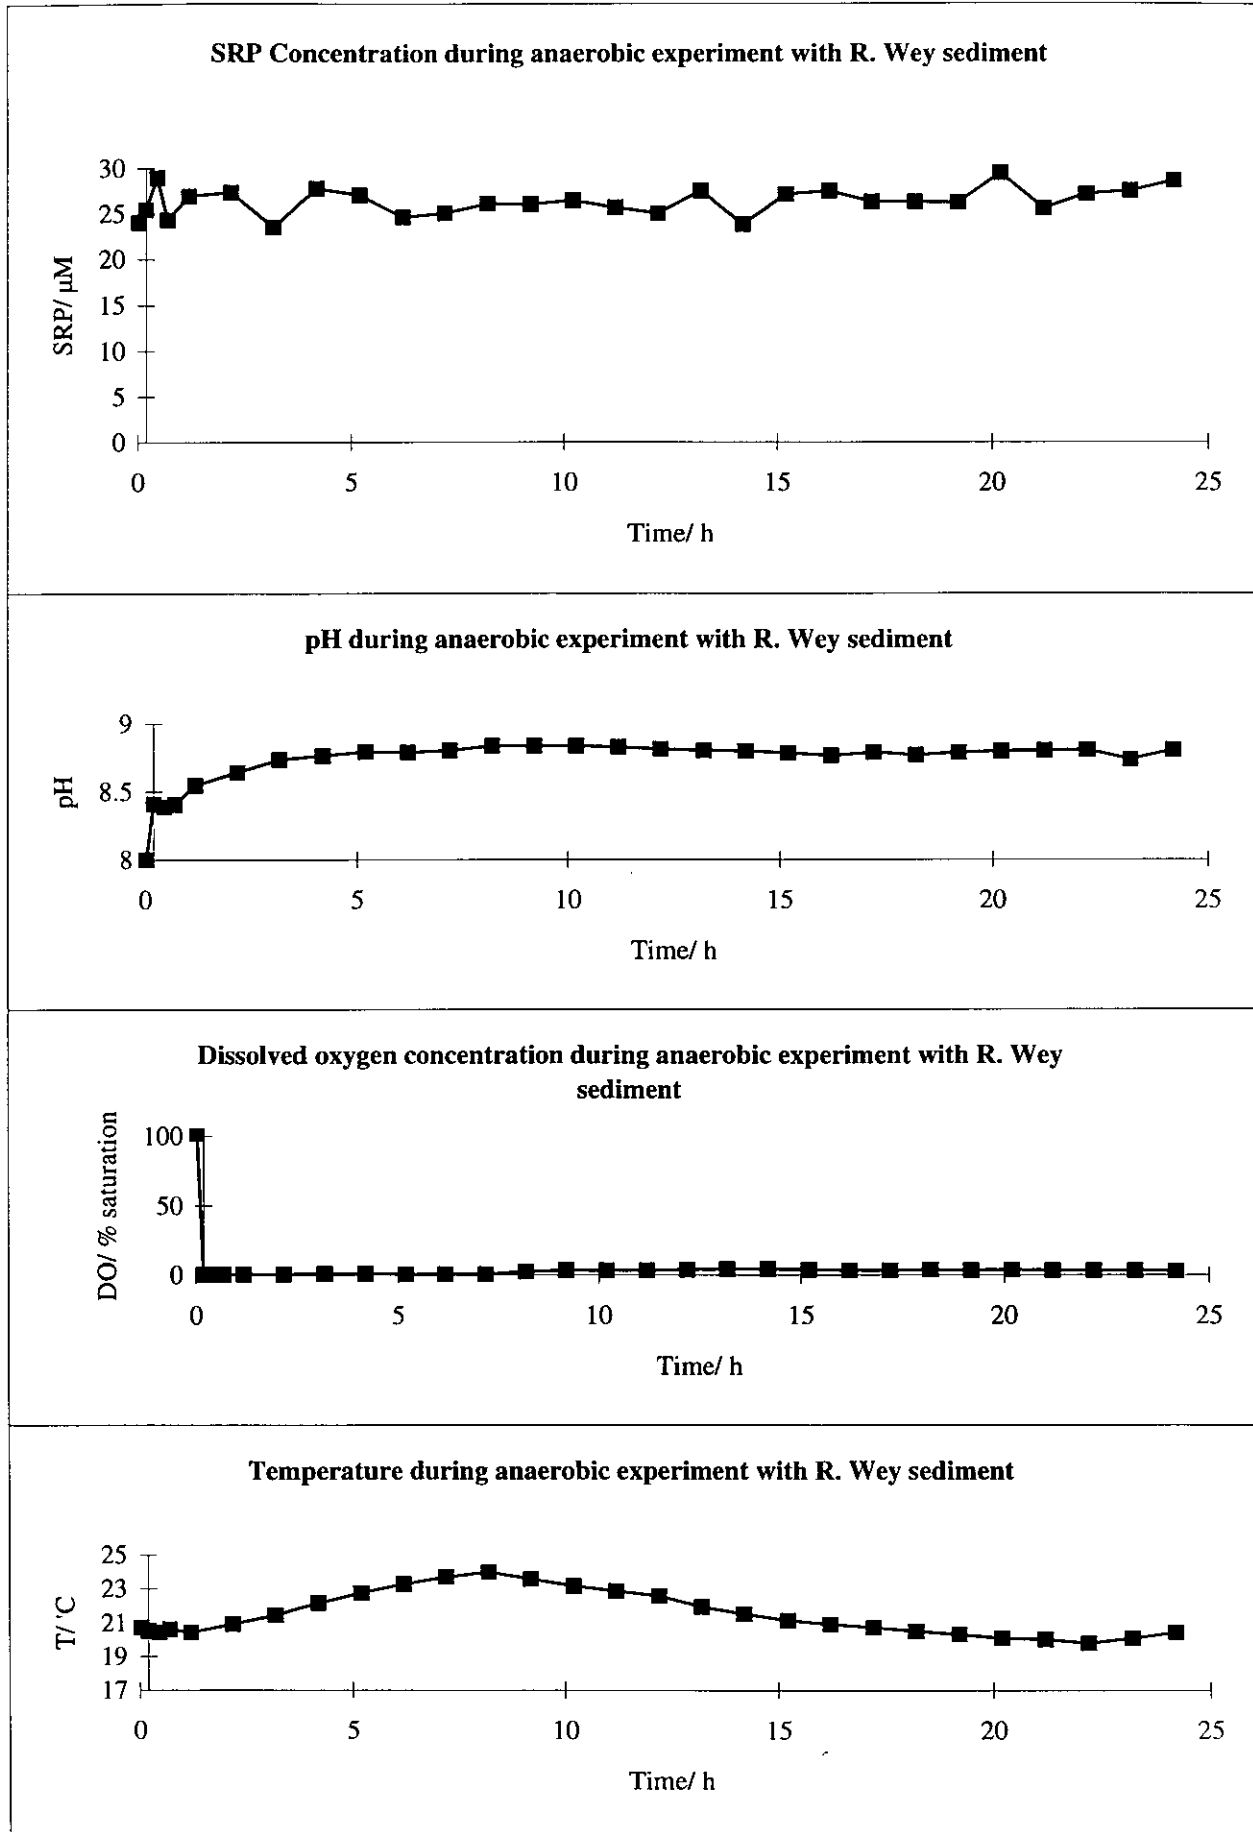 SRP Concentration during anaerobic experiment with R. Wey sediment
30
25
20
15
10
5
0
SRP/ µM
0 5 10 15 20 25
Time/ h
pH during anaerobic experiment with R. Wey sediment
9
8.5
8
pH
0 5 10 15 20 25
Time/ h
Dissolved oxygen concentration during anaerobic experiment with R. Wey
sediment
100
50
0
DO/ % saturation
0 5 10 15 20 25
Time/ h
Temperature during anaerobic experiment with R. Wey sediment
25
23
21
19
17
T/ 'C
0 5 10 15 20 25
Time/ h